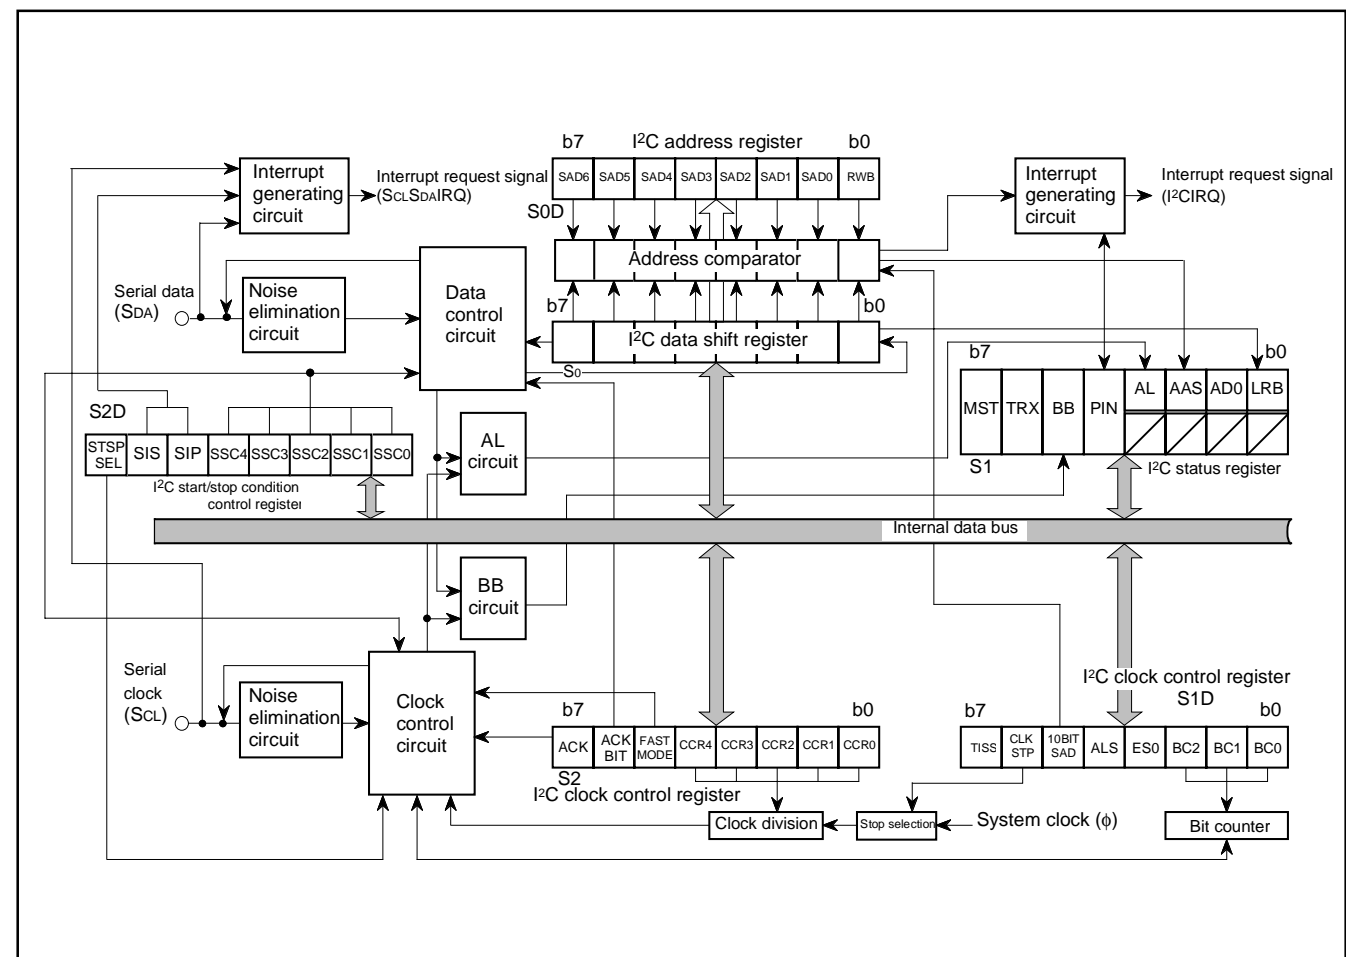 b7 I²C address register b0
SAD6 SAD5 SAD4 SAD3 SAD2 SAD1 SAD0 RWB
S0D
Interrupt
generating
circuit
Interrupt request signal
(SCLSDAIRQ)
Interrupt
generating
circuit
Interrupt request signal
(I²CIRQ)
Address comparator
Serial data
(SDA)
Noise
elimination
circuit
Data
control
circuit
b7 b0
I²C data shift register
S0
b7 b0
MST TRX BB PIN AL AAS AD0 LRB
S1
I²C status register
S2D
STSP
SEL
SIS SIP SSC4 SSC3 SSC2 SSC1 SSC0
I²C start/stop condition
control register
AL
circuit
Internal data bus
BB
circuit
Serial
clock
(SCL)
Noise
elimination
circuit
Clock
control
circuit
b7 b0
ACK
ACK
BIT
FAST
MODE
CCR4 CCR3 CCR2 CCR1 CCR0
S2
I²C clock control register
I²C clock control register
S1D
b7 b0
TISS
CLK
STP
10BIT
SAD
ALS ES0 BC2 BC1 BC0
Clock division
Stop selection
System clock (ϕ)
Bit counter